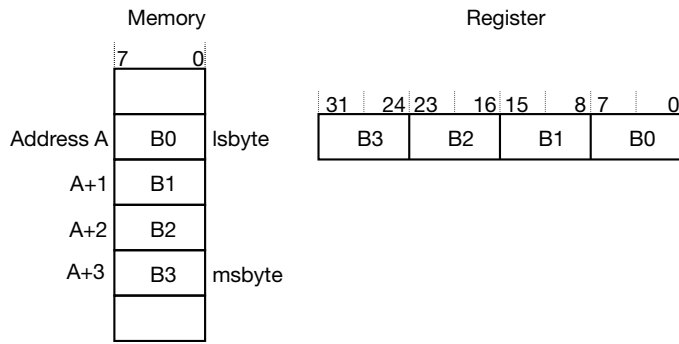 Memory
Register
7 0
31 24 23 16 15 8 7 0
Address A B0 lsbyte
B3 B2 B1 B0
A+1 B1
A+2 B2
A+3 B3 msbyte